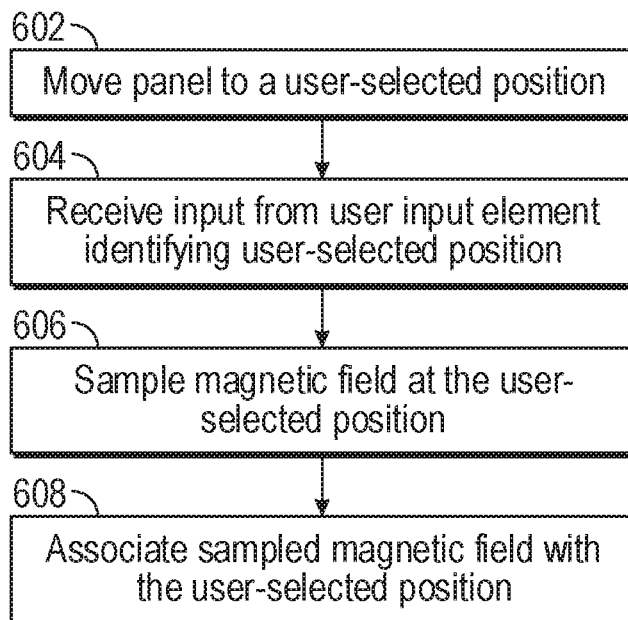 602
Move panel to a user-selected position
604
Receive input from user input element
identifying user-selected position
606
Sample magnetic field at the user-
selected position
608
Associate sampled magnetic field with
the user-selected position